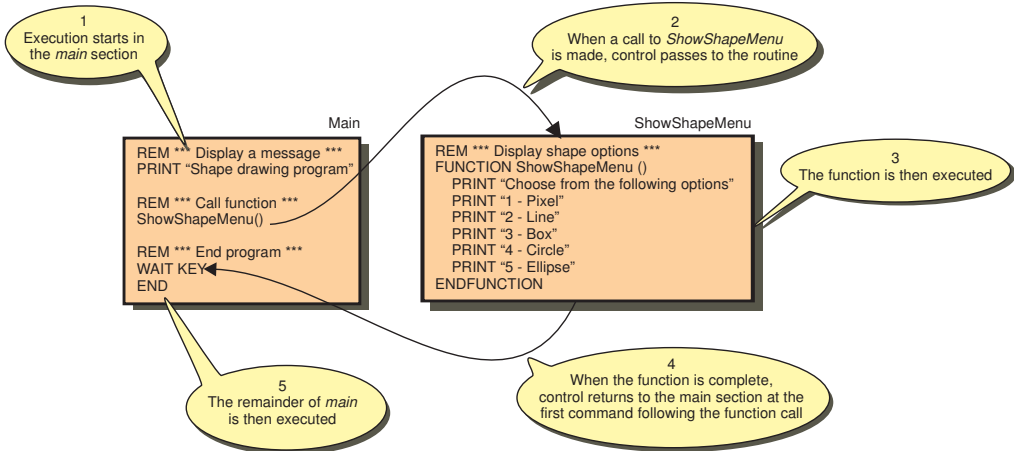 1
Execution starts in
the main section
2
When a call to ShowShapeMenu
is made, control passes to the routine
Main
REM *** Display a message ***
PRINT “Shape drawing program”
REM *** Call function ***
ShowShapeMenu()
REM *** End program ***
WAIT KEY
END
ShowShapeMenu
REM *** Display shape options ***
FUNCTION ShowShapeMenu ()
PRINT “Choose from the following options”
PRINT “1 - Pixel”
PRINT “2 - Line”
PRINT “3 - Box”
PRINT “4 - Circle”
PRINT “5 - Ellipse”
ENDFUNCTION
3
The function is then executed
4
When the function is complete,
control returns to the main section at the
first command following the function call
5
The remainder of main
is then executed